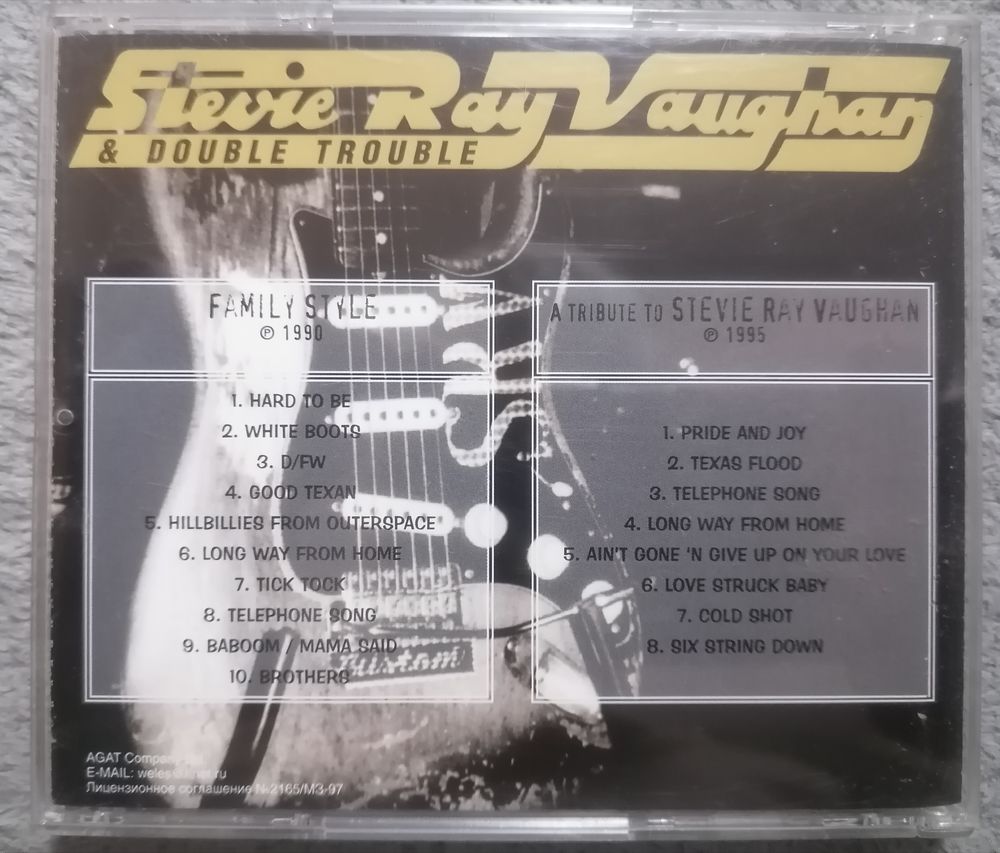 Stevie Ray Vaughan
& DOUBLE TROUBLE
FAMILY STYLE
℗ 1990
1. HARD TO BE
2. WHITE BOOTS
3. D/FW
4. GOOD TEXAN
5. HILLBILLIES FROM OUTERSPACE
6. LONG WAY FROM HOME
7. TICK TOCK
8. TELEPHONE SONG
9. BABOOM / MAMA SAID
10. BROTHERS
A TRIBUTE TO STEVIE RAY VAUGHAN
℗ 1995
1. PRIDE AND JOY
2. TEXAS FLOOD
3. TELEPHONE SONG
4. LONG WAY FROM HOME
5. AIN'T GONE 'N GIVE UP ON YOUR LOVE
6. LOVE STRUCK BABY
7. COLD SHOT
8. SIX STRING DOWN
SRV
Custom
AGAT Company
E-MAIL:
Лицензионное соглашение №2165/МЗ-97